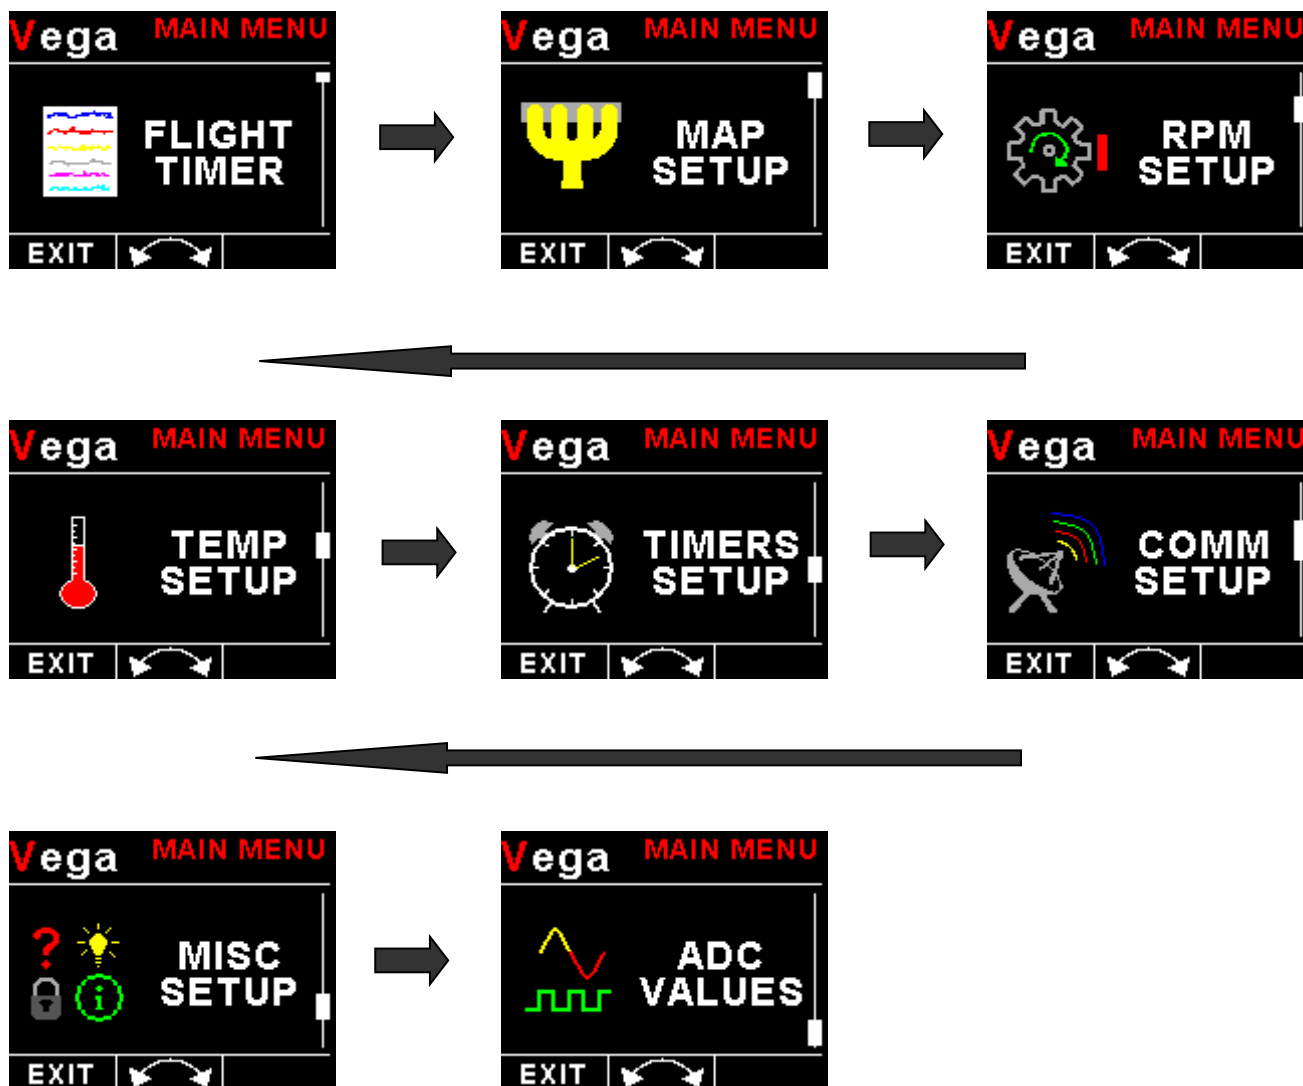 Vega MAIN MENU
FLIGHT
TIMER
EXIT
Vega MAIN MENU
MAP
SETUP
EXIT
Vega MAIN MENU
RPM
SETUP
EXIT
Vega MAIN MENU
TEMP
SETUP
EXIT
Vega MAIN MENU
TIMERS
SETUP
EXIT
Vega MAIN MENU
COMM
SETUP
EXIT
Vega MAIN MENU
?
i
MISC
SETUP
EXIT
Vega MAIN MENU
ADC
VALUES
EXIT